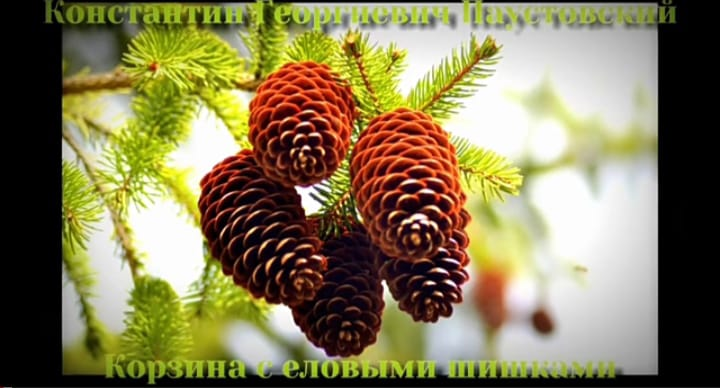 Константин Георгиевич Паустовский
Корзина с еловыми шишками